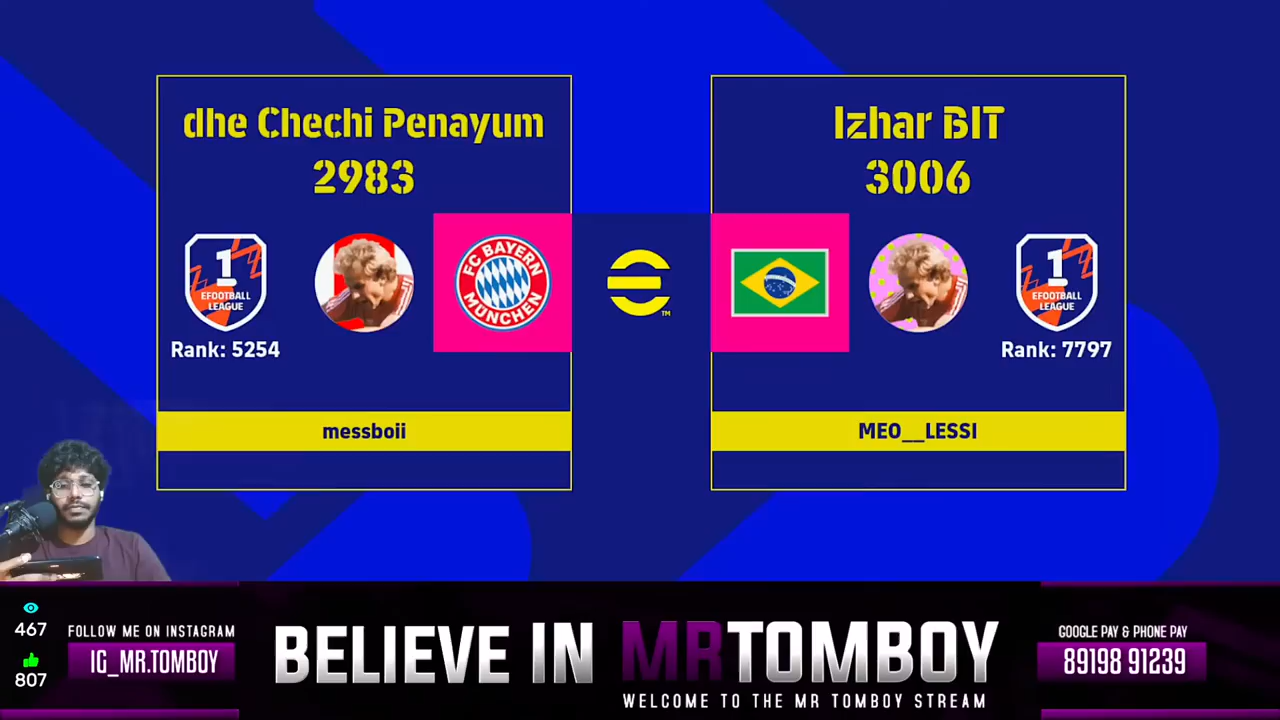 dhe Chechi Penayum
2983
1
EFOOTBALL
LEAGUE
Rank: 5254
FC BAYERN
MÜNCHEN
messboii
TM
Izhar BIT
3006
1
EFOOTBALL
LEAGUE
Rank: 7797
MEO__LESSI
467
807
FOLLOW ME ON INSTAGRAM
IG_MR.TOMBOY
BELIEVE IN MRTOMBOY
WELCOME TO THE MR TOMBOY STREAM
GOOGLE PAY & PHONE PAY
89198 91239